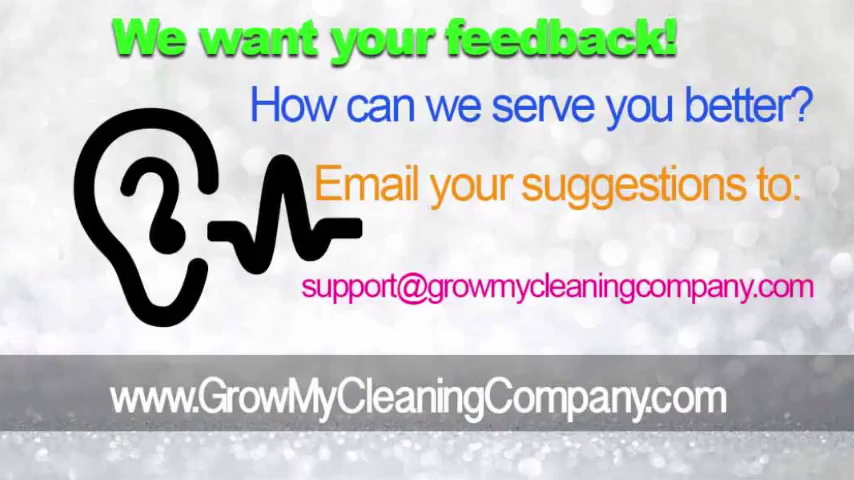 We want your feedback!
How can we serve you better?
Email your suggestions to:
support@growmycleaningcompany.com
www.GrowMyCleaningCompany.com